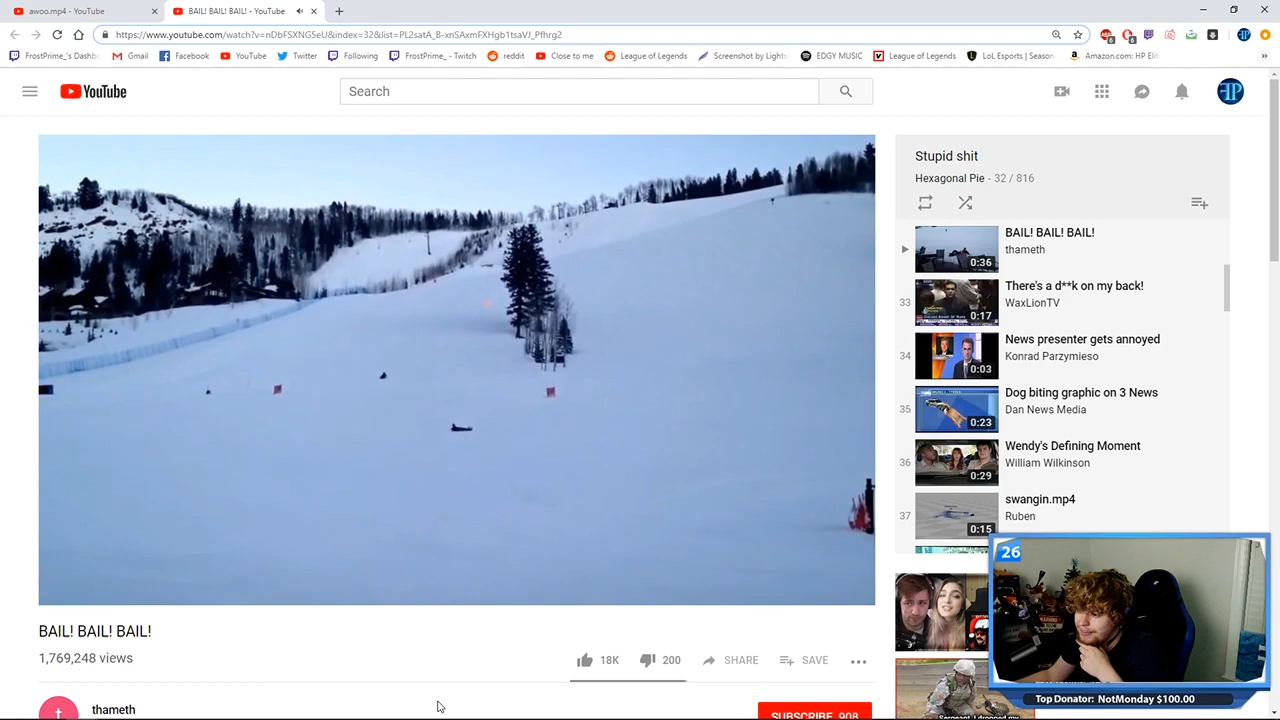 awoo.mp4 - YouTube
BAIL! BAIL! BAIL! - YouTube
https://www.youtube.com/watch?v=nDbFSXNG5eU&index=32&list=PL2satA_B-xnSAxmFXHgb1tsaVJ_Pfhrg2
FrostPrime_'s Dashbo Gmail Facebook YouTube Twitter Following - Twitch reddit Close to me League of Legends Screenshot by Lights EDGY MUSIC League of Legends LoL Esports | Season Amazon.com: HP Elit
YouTube
Search
Stupid shit
Hexagonal Pie - 32 / 816
BAIL! BAIL! BAIL!
thameth
0:36
33
There's a d**k on my back!
WaxLionTV
0:17
34
News presenter gets annoyed
Konrad Parzymieso
0:03
35
Dog biting graphic on 3 News
Dan News Media
0:23
36
Wendy's Defining Moment
William Wilkinson
0:29
37
swangin.mp4
Ruben
0:15
26
BAIL! BAIL! BAIL!
1,769,248 views
18K 200 SHARE SAVE
Top Donator: NotMonday $100.00
thameth
SUBSCRIBE 908
Sergeant, I dropped my